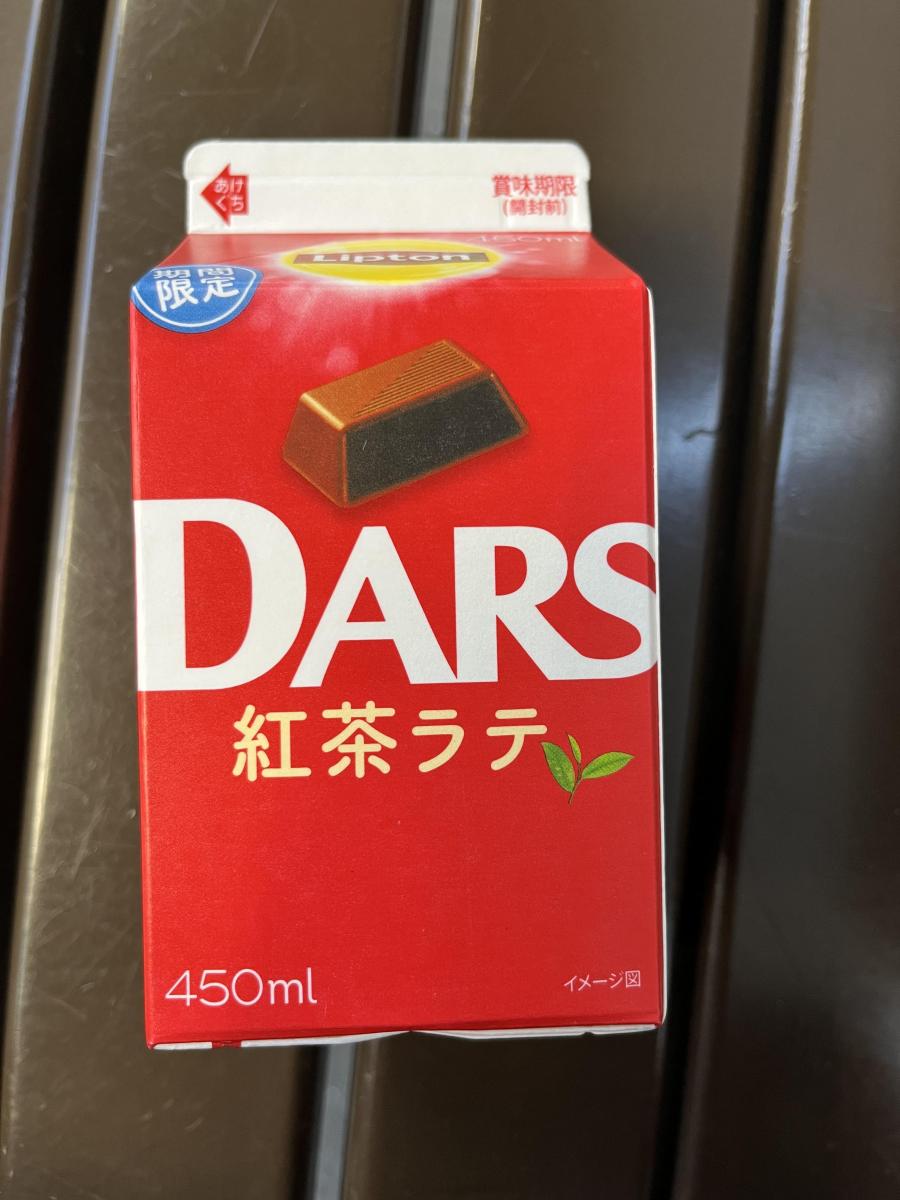 あけ
ぐち
賞味期限
(開封前)
450ml
Lipton
期間
限定
DARS
紅茶ラテ
450ml
イメージ図